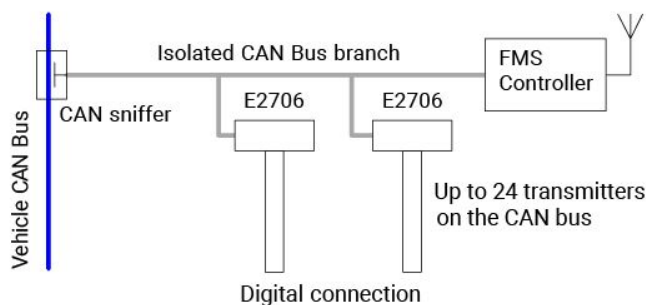 Isolated CAN Bus branch
FMS
Controller
E2706
E2706
CAN sniffer
Vehicle CAN Bus
Up to 24 transmitters
on the CAN bus
Digital connection